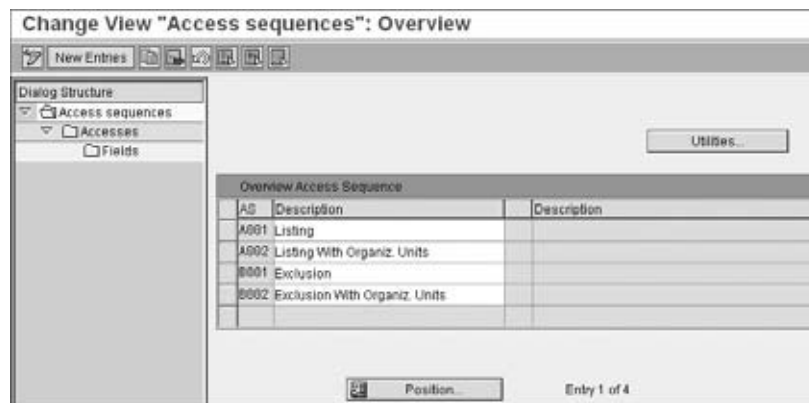 Change View "Access sequences": Overview
New Entries
Dialog Structure
Access sequences
Accesses
Fields
Utilities...
Overview Access Sequence
AS Description Description
A001 Listing
A002 Listing With Organiz. Units
B001 Exclusion
B002 Exclusion With Organiz. Units
Position... Entry 1 of 4